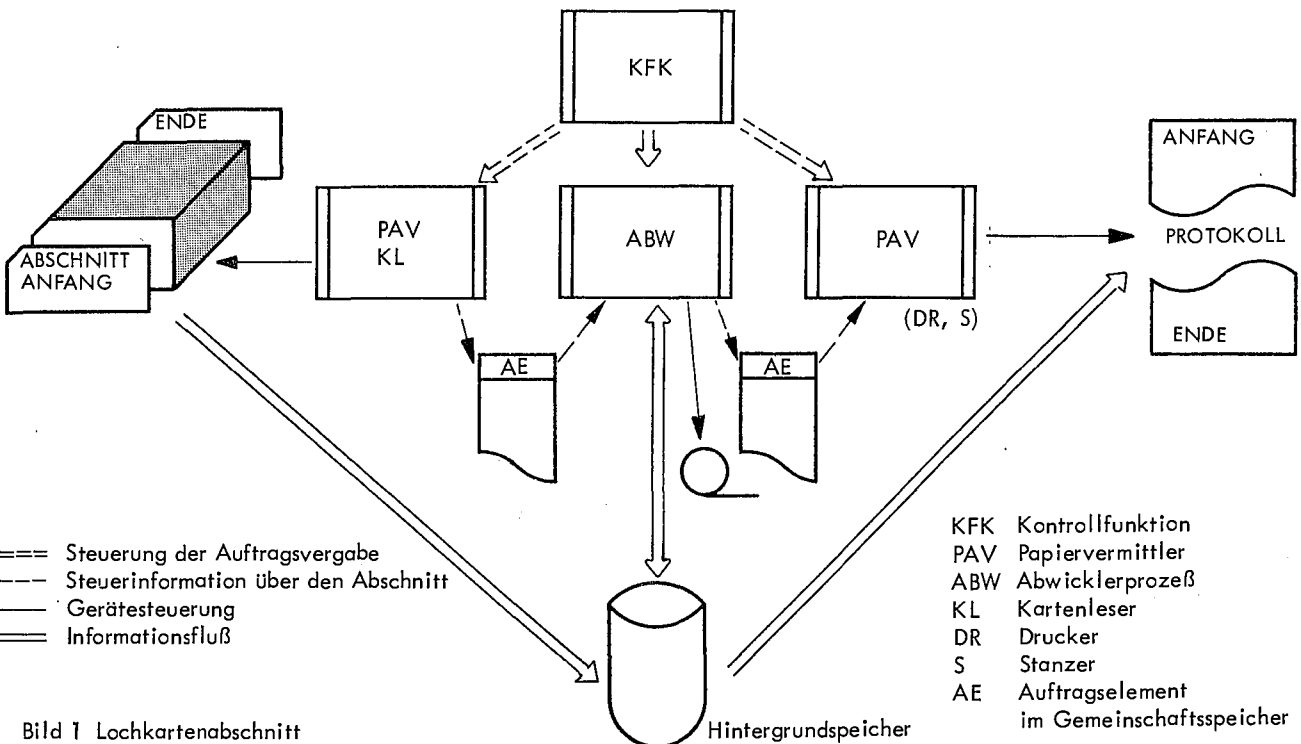 KFK
ENDE
ABSCHNITT
ANFANG
PAV
KL
ABW
PAV
(DR, S)
ANFANG
PROTOKOLL
ENDE
AE
AE
Steuerung der Auftragsvergabe
Steuerinformation über den Abschnitt
Gerätesteuerung
Informationsfluß
KFK Kontrollfunktion
PAV Papiervermittler
ABW Abwicklerprozeß
KL Kartenleser
DR Drucker
S Stanzer
AE Auftragselement
im Gemeinschaftsspeicher
Bild 1 Lochkartenabschnitt
Hintergrundspeicher